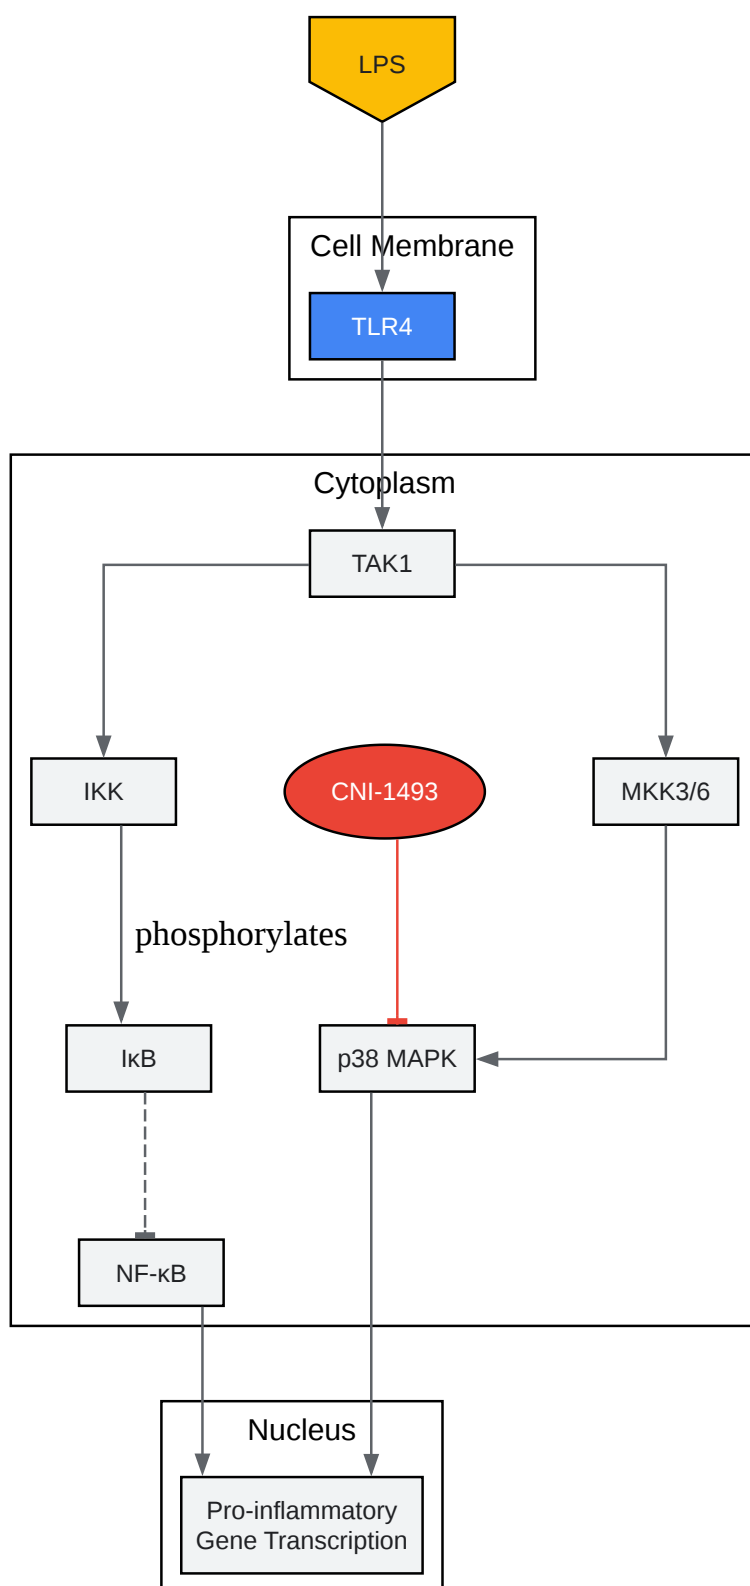 LPS
Cell Membrane
TLR4
Cytoplasm
TAK1
IKK
CNI-1493
MKK3/6
phosphorylates
IκB
p38 MAPK
NF-κB
Nucleus
Pro-inflammatory
Gene Transcription